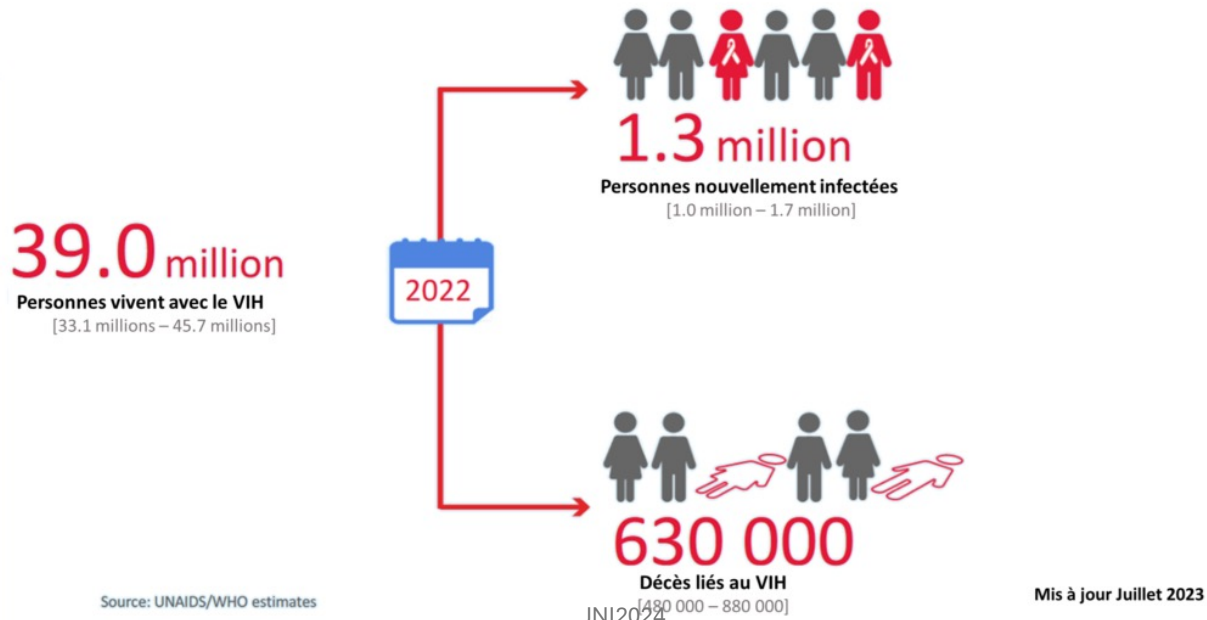 39.0 million
Personnes vivent avec le VIH
[33.1 millions – 45.7 millions]
2022
1.3 million
Personnes nouvellement infectées
[1.0 million – 1.7 million]
630 000
Décès liés au VIH
[480 000 – 880 000]
Source: UNAIDS/WHO estimates
INI2024
Mis à jour Juillet 2023